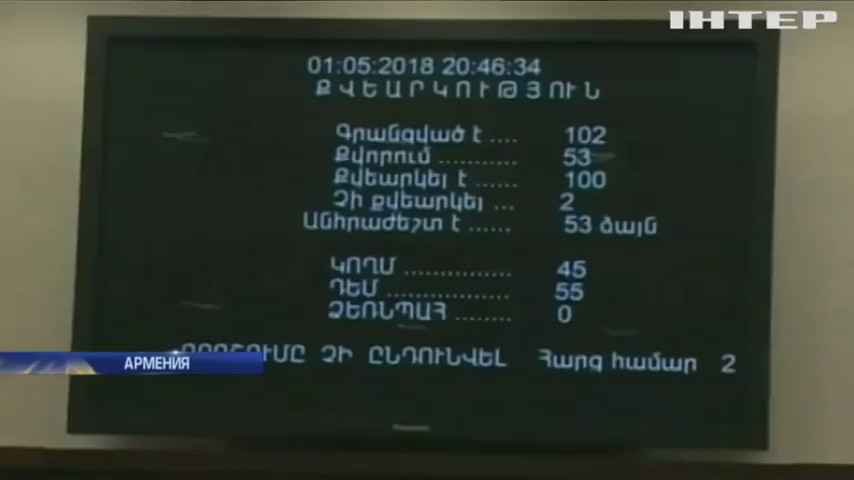 ІНТЕР
01:05:2018 20:46:34
ՔՎԵԱՐԿՈՒԹՅՈՒՆ
Գրանցված է .... 102
Քվորում ........... 53
Քվեարկել է ...... 100
Չի քվեարկել ... 2
Անհրաժեշտ է ...... 53 ձայն
ԿՈՂՄ ............... 45
ԴԵՄ ................. 55
ՁԵՌՆՊԱՀ ........ 0
ՉԻ ԸՆԴՈՒՆՎԵԼ Հարց համար 2
АРМЕНИЯ